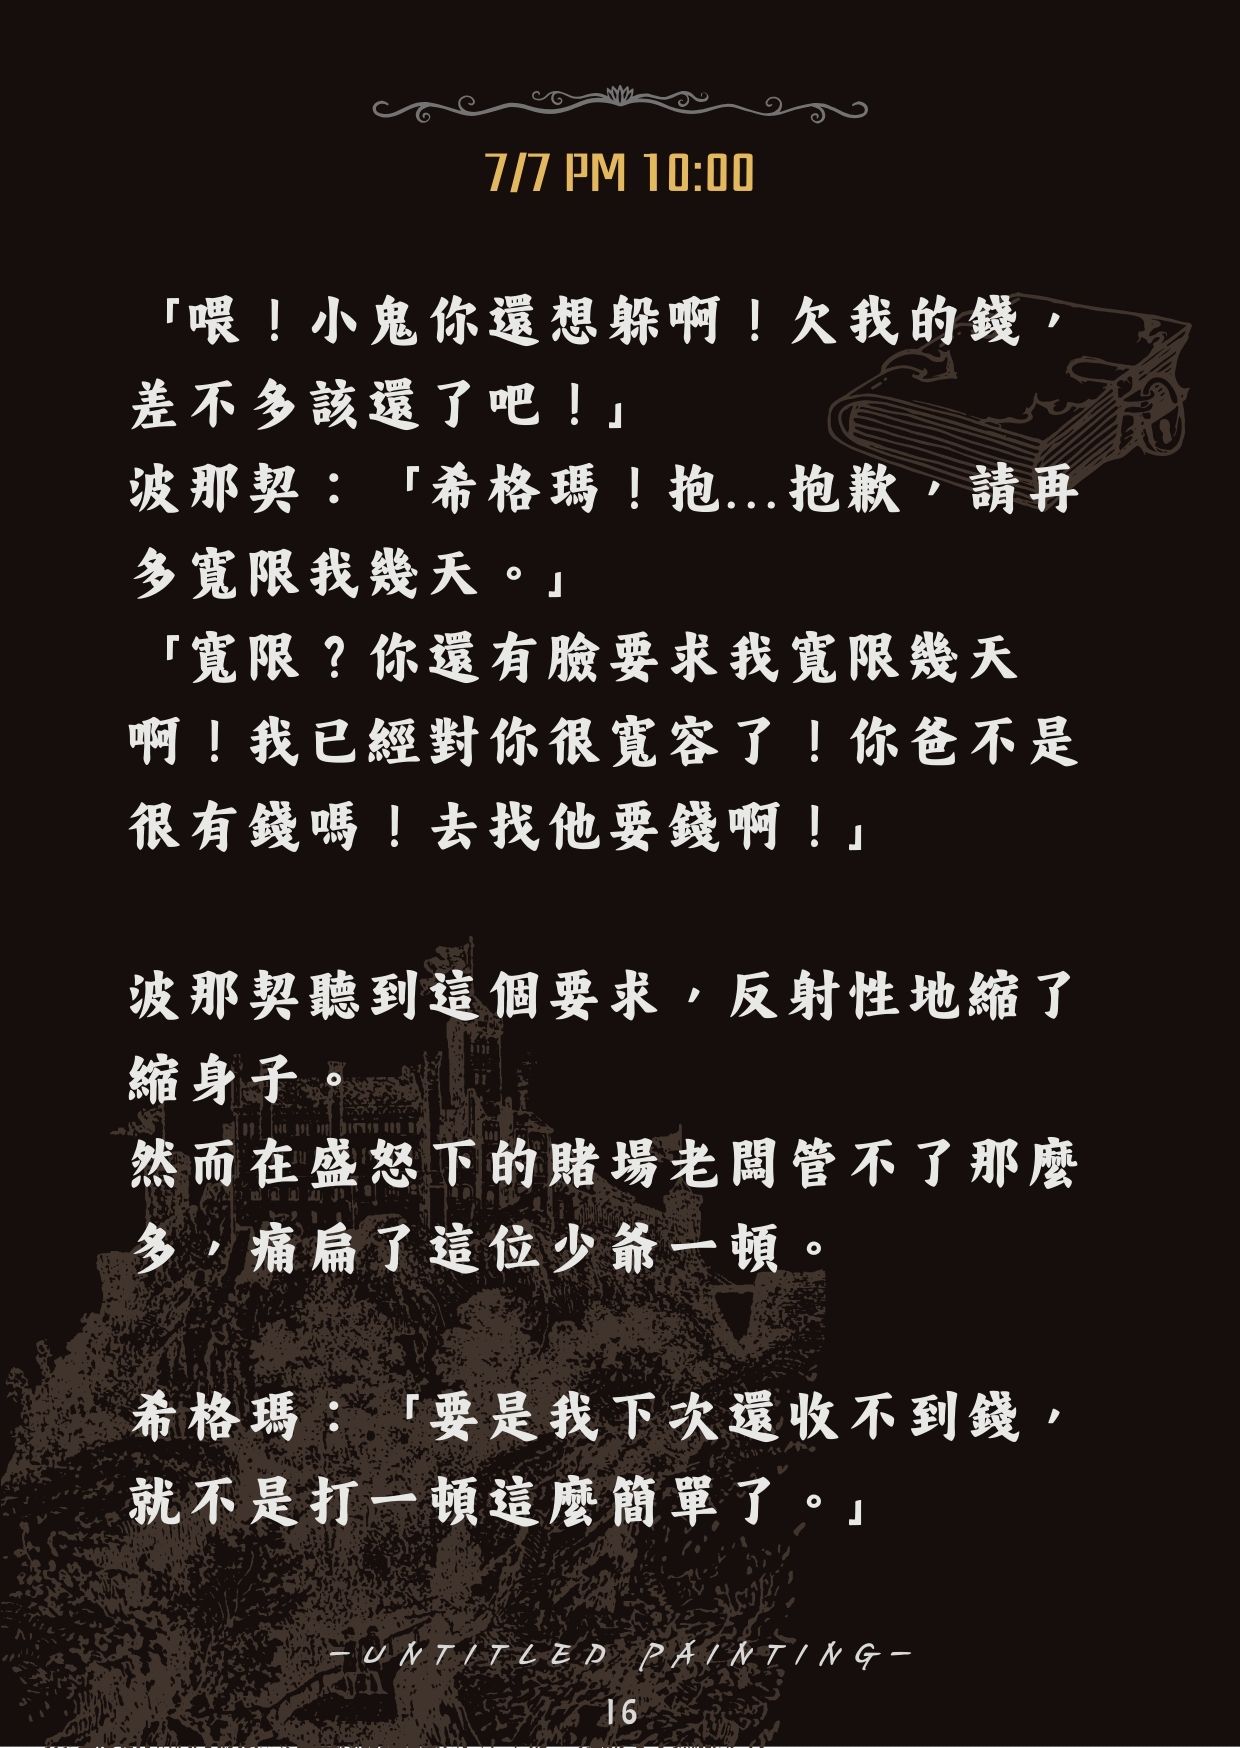 7/7 PM 10:00
「喂！小鬼你還想躲啊！欠我的錢，
差不多該還了吧！」
波那契：「希格瑪！抱...抱歉，請再
多寬限我幾天。」
「寬限？你還有臉要求我寬限幾天
啊！我已經對你很寬容了！你爸不是
很有錢嗎！去找他要錢啊！」
波那契聽到這個要求，反射性地縮了
縮身子。
然而在盛怒下的賭場老闆管不了那麼
多，痛扁了這位少爺一頓。
希格瑪：「要是我下次還收不到錢，
就不是打一頓這麼簡單了。」
—UNTITLED PAINTING—
16